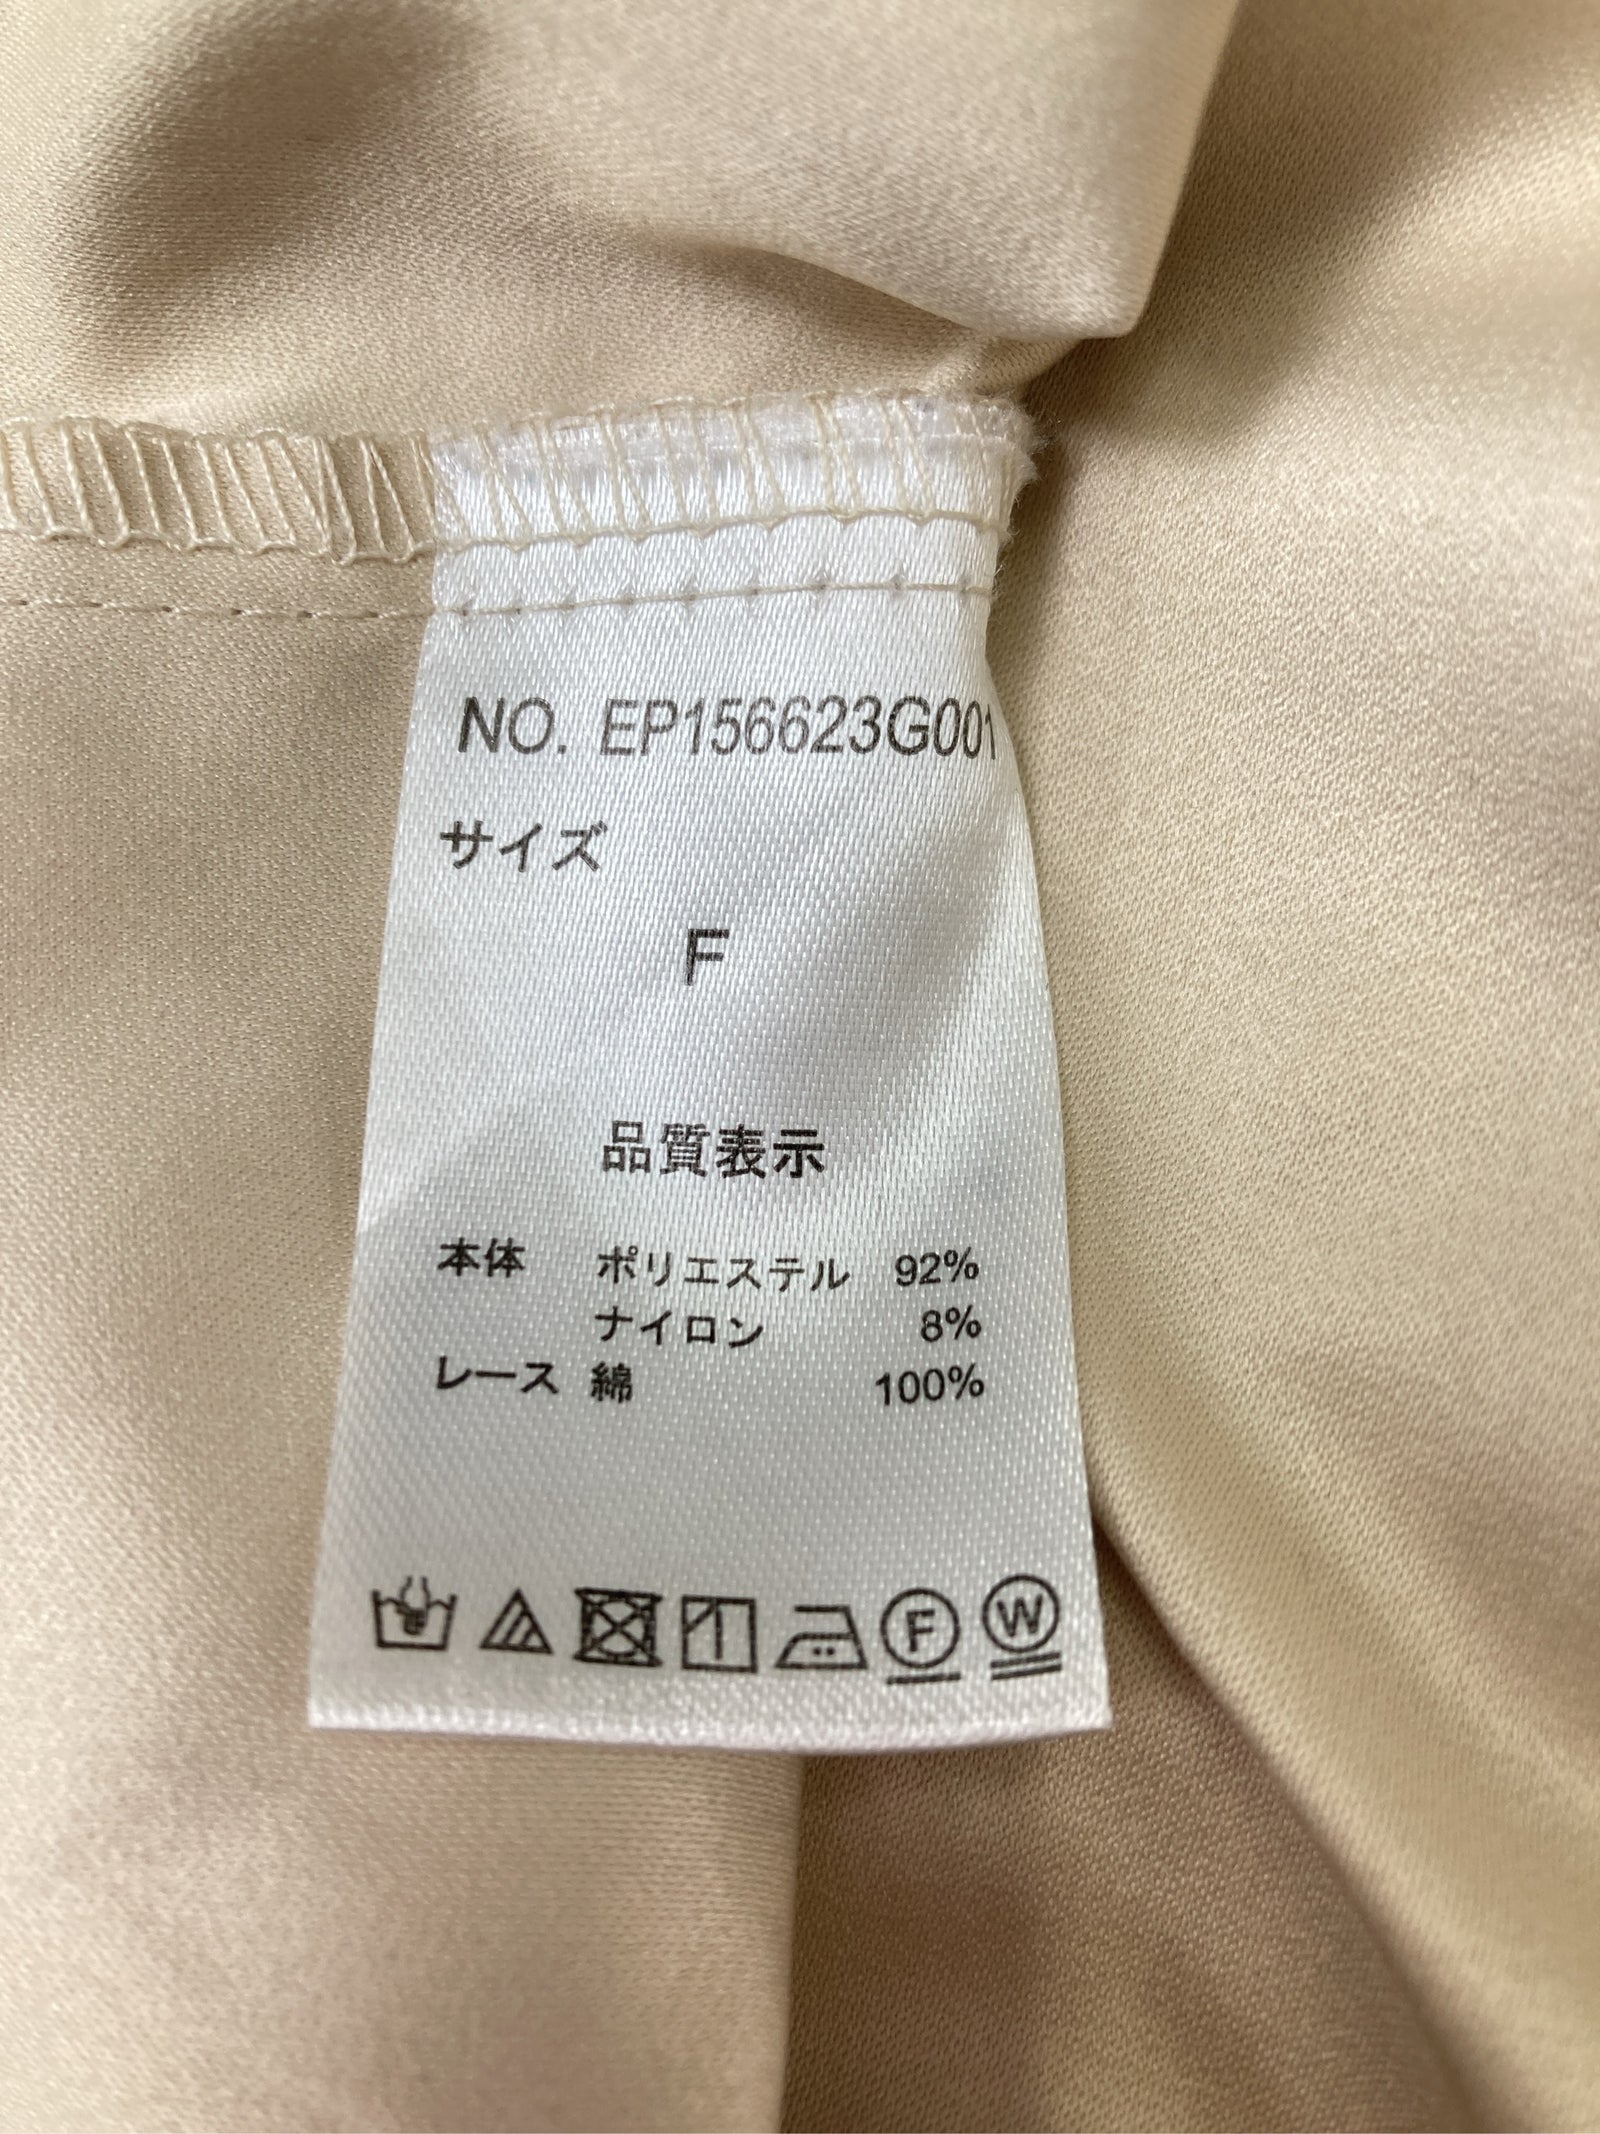 NO. EP156623G001
サイズ
F
品質表示
本体 ポリエステル 92%
ナイロン 8%
レース 綿 100%
F W